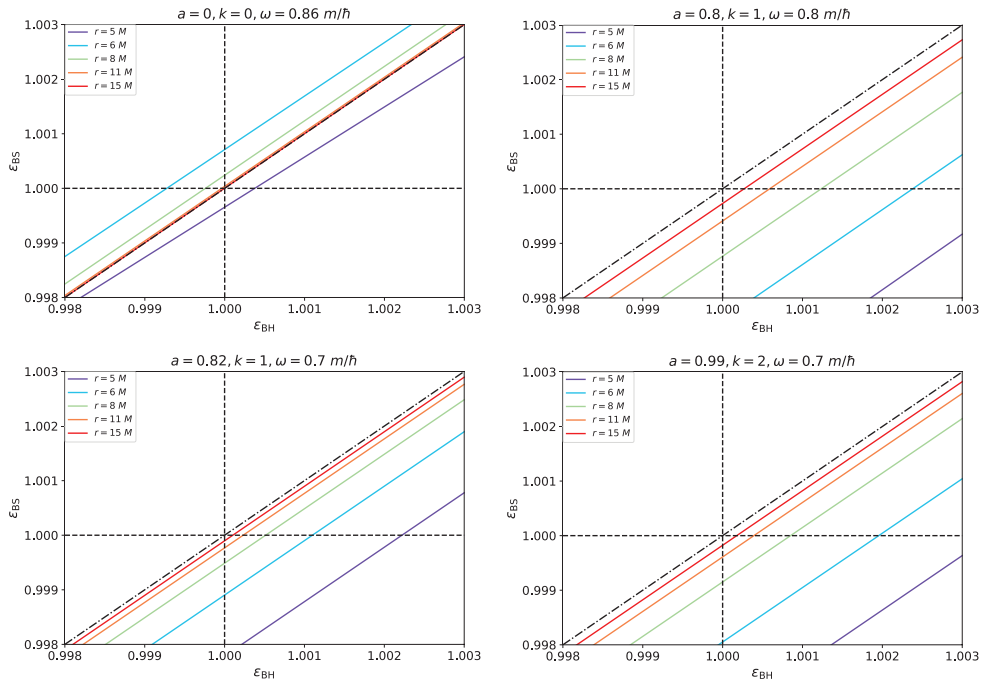 a = 0, k = 0, ω = 0.86 m/ħ
1.003
1.002
1.001
1.000
0.999
0.998
ε_BS
r = 5 M
r = 6 M
r = 8 M
r = 11 M
r = 15 M
0.998 0.999 1.000 1.001 1.002 1.003
ε_BH
a = 0.8, k = 1, ω = 0.8 m/ħ
1.003
1.002
1.001
1.000
0.999
0.998
ε_BS
r = 5 M
r = 6 M
r = 8 M
r = 11 M
r = 15 M
0.998 0.999 1.000 1.001 1.002 1.003
ε_BH
a = 0.82, k = 1, ω = 0.7 m/ħ
1.003
1.002
1.001
1.000
0.999
0.998
ε_BS
r = 5 M
r = 6 M
r = 8 M
r = 11 M
r = 15 M
0.998 0.999 1.000 1.001 1.002 1.003
ε_BH
a = 0.99, k = 2, ω = 0.7 m/ħ
1.003
1.002
1.001
1.000
0.999
0.998
ε_BS
r = 5 M
r = 6 M
r = 8 M
r = 11 M
r = 15 M
0.998 0.999 1.000 1.001 1.002 1.003
ε_BH